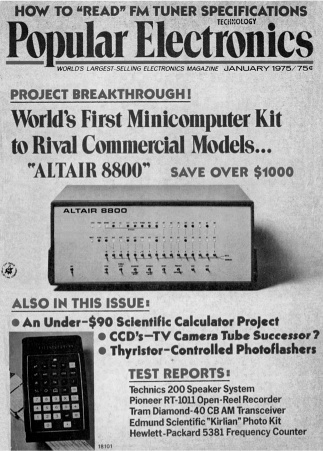 HOW TO "READ" FM TUNER SPECIFICATIONS
TECHNOLOGY
Popular Electronics
WORLD'S LARGEST-SELLING ELECTRONICS MAGAZINE JANUARY 1975/75¢
PROJECT BREAKTHROUGH!
World's First Minicomputer Kit
to Rival Commercial Models...
"ALTAIR 8800" SAVE OVER $1000
ALTAIR 8800
ALSO IN THIS ISSUE:
● An Under-$90 Scientific Calculator Project
● CCD's—TV Camera Tube Successor?
● Thyristor-Controlled Photoflashers
TEST REPORTS:
Technics 200 Speaker System
Pioneer RT-1011 Open-Reel Recorder
Tram Diamond-40 CB AM Transceiver
Edmund Scientific "Kirlian" Photo Kit
Hewlett-Packard 5381 Frequency Counter
18101